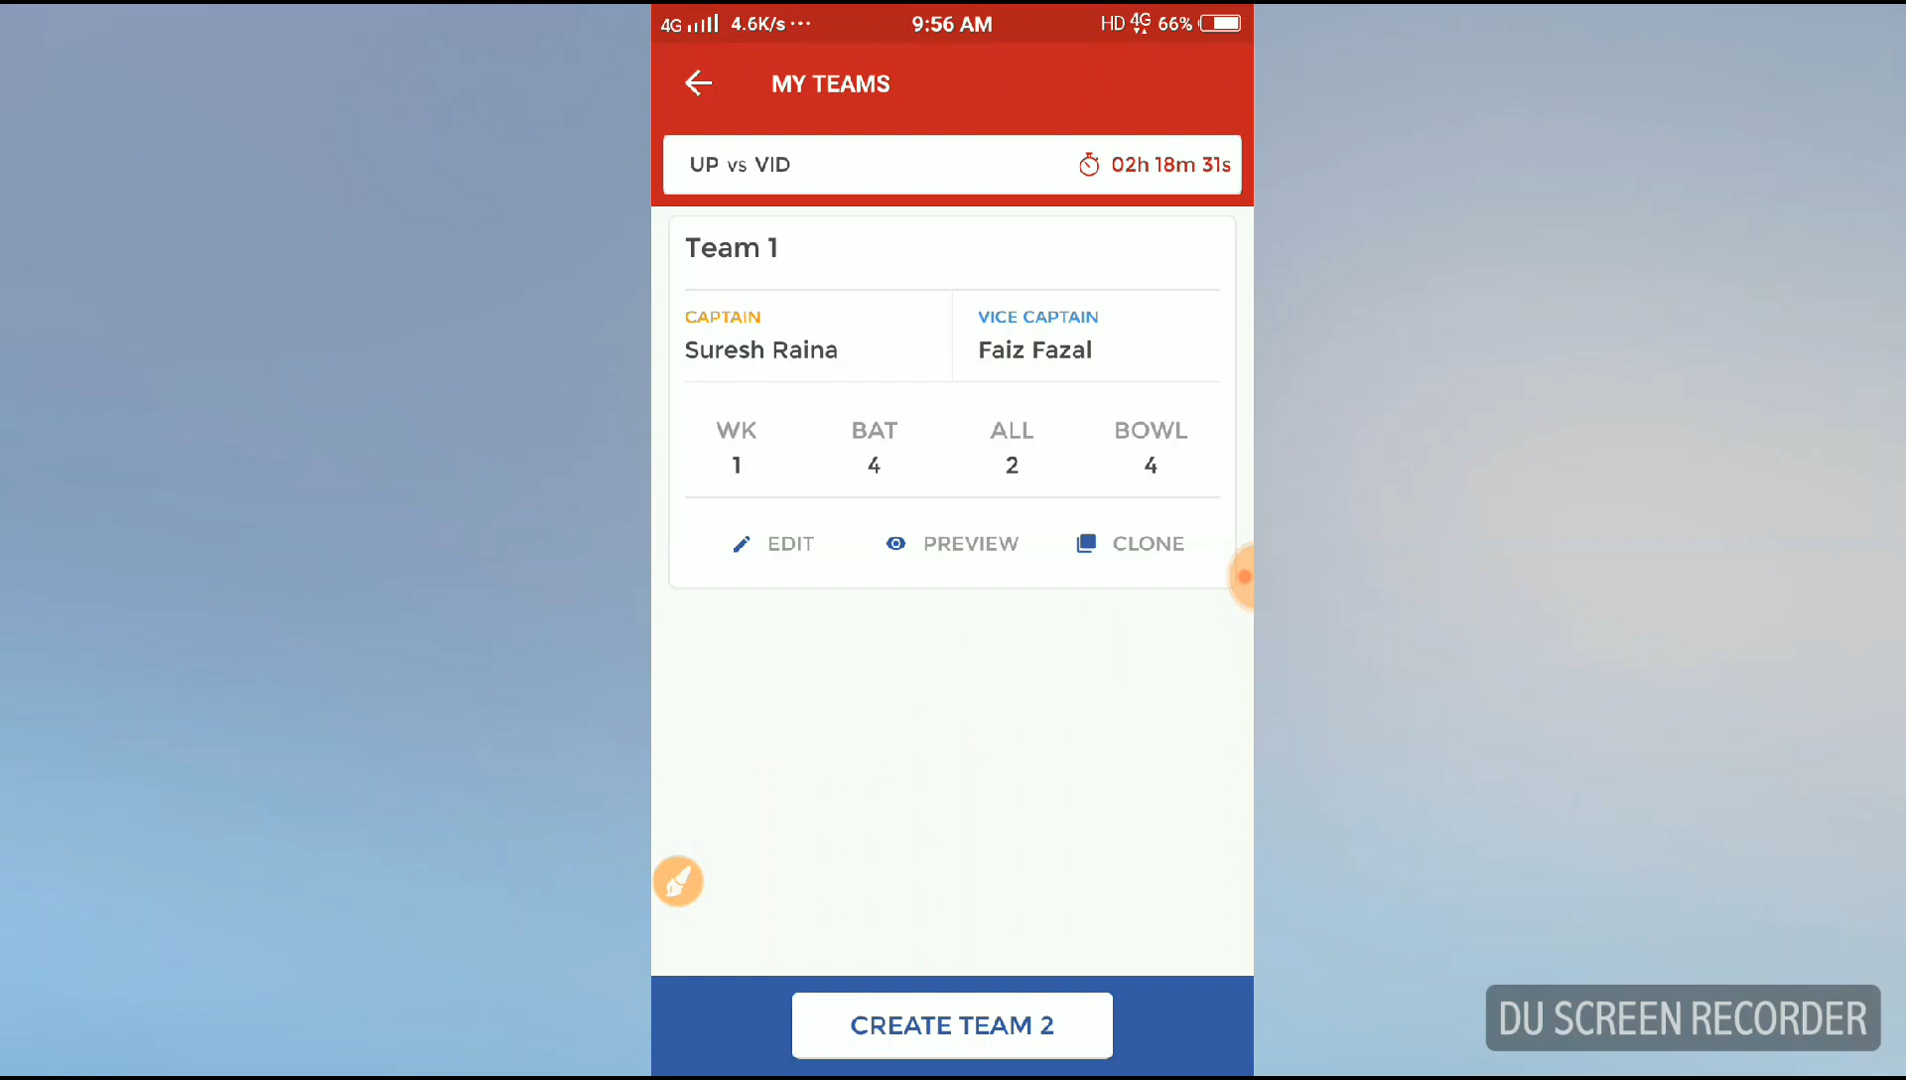 4G 4.6K/s ··· 9:56 AM HD 4G 66%
MY TEAMS
UP vs VID 02h 18m 31s
Team 1
CAPTAIN VICE CAPTAIN
Suresh Raina Faiz Fazal
WK BAT ALL BOWL
1 4 2 4
EDIT PREVIEW CLONE
CREATE TEAM 2
DU SCREEN RECORDER